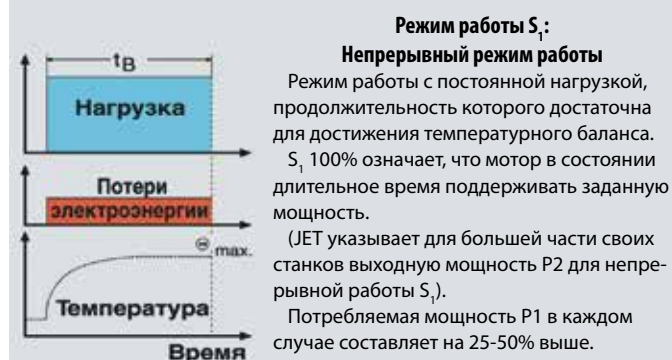 t_B
Нагрузка
Потери
электроэнергии
Θ max.
Температура
Время
Режим работы S₁:
Непрерывный режим работы
Режим работы с постоянной нагрузкой,
продолжительность которого достаточна
для достижения температурного баланса.
S₁ 100% означает, что мотор в состоянии
длительное время поддерживать заданную
мощность.
(JET указывает для большей части своих
станков выходную мощность P2 для непре-
рывной работы S₁).
Потребляемая мощность P1 в каждом
случае составляет на 25-50% выше.